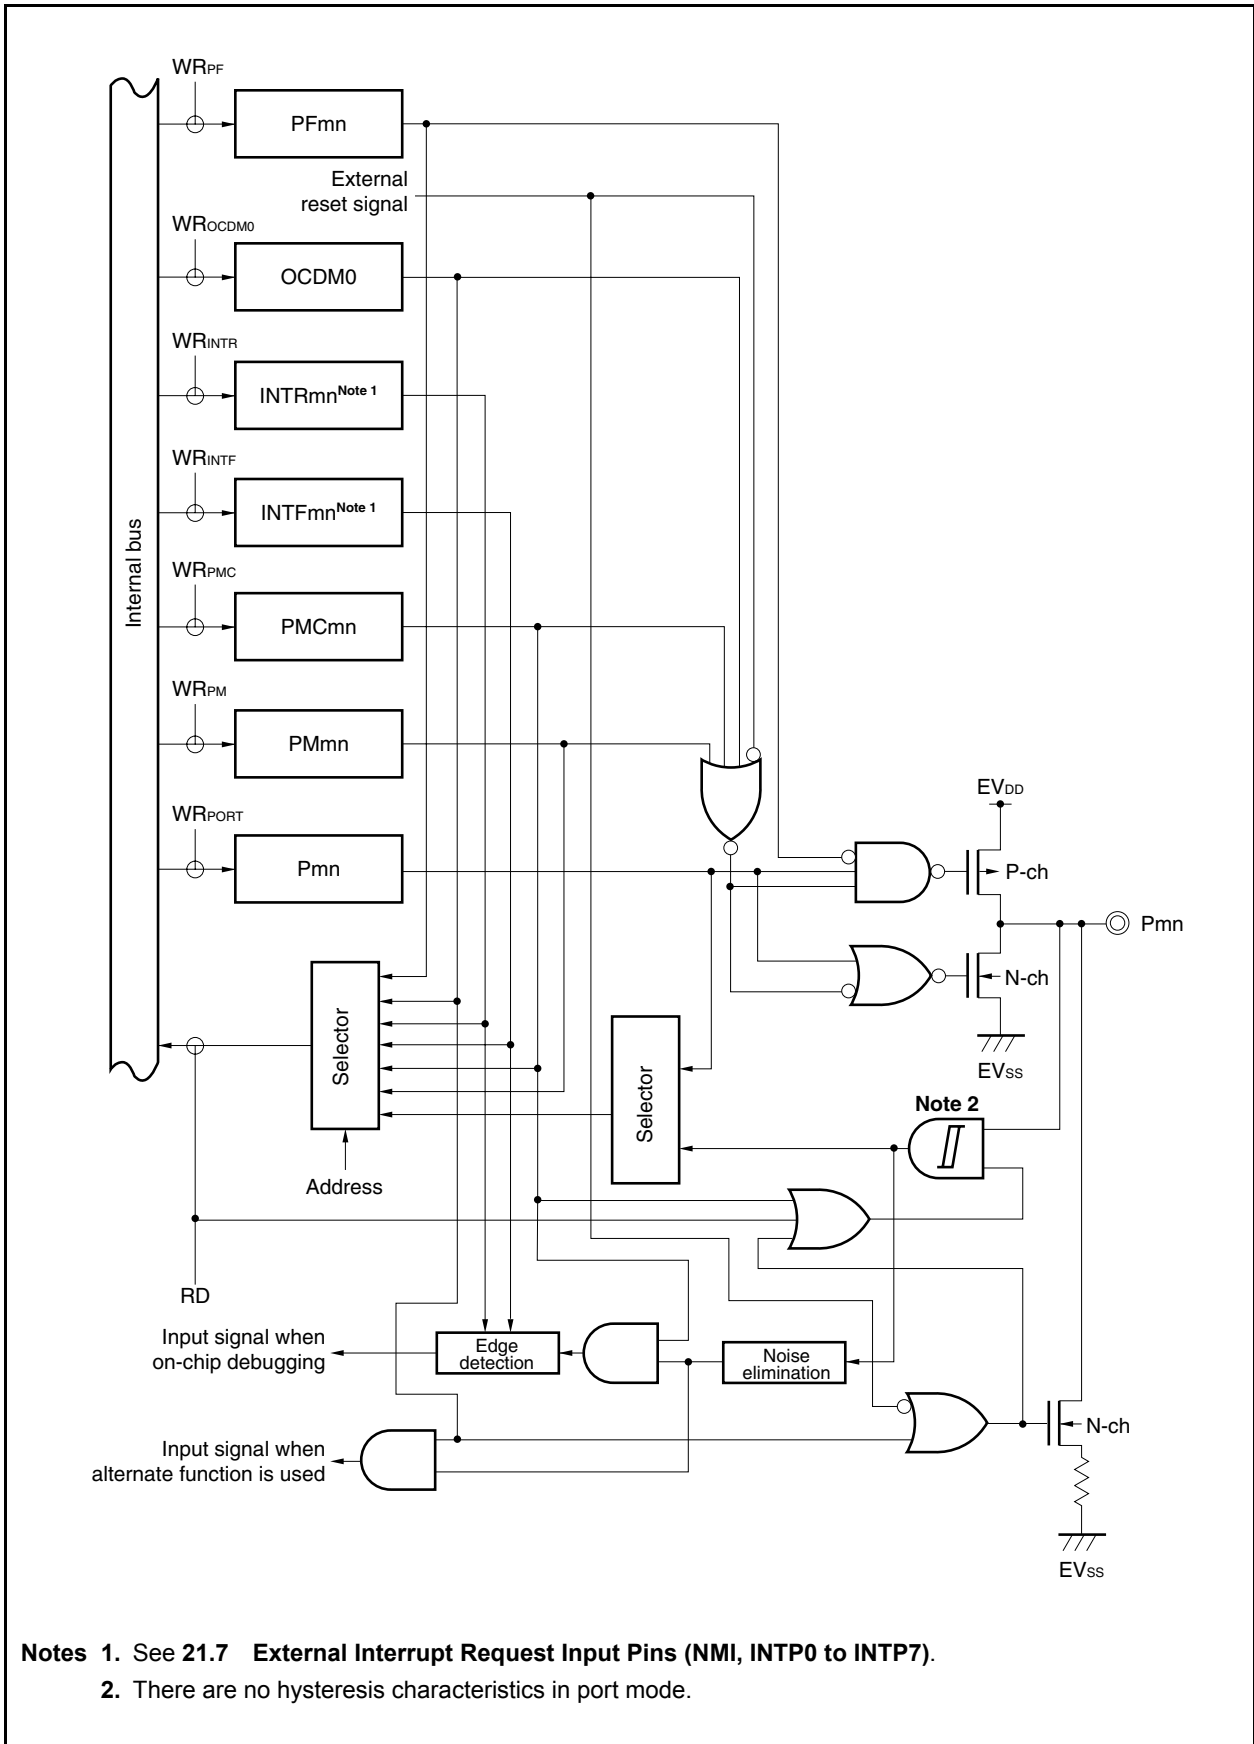 WRPF
PFmn
External
reset signal
WROCDM0
OCDM0
WRINTR
INTRmnNote 1
WRINTF
INTFmnNote 1
Internal bus
WRPMC
PMCmn
WRPM
PMmn
EVDD
WRPORT
Pmn
P-ch
Pmn
N-ch
Selector
Selector
EVSS
Note 2
Address
RD
Input signal when
on-chip debugging
Edge
detection
Noise
elimination
N-ch
Input signal when
alternate function is used
EVSS
Notes 1. See 21.7 External Interrupt Request Input Pins (NMI, INTP0 to INTP7).
2. There are no hysteresis characteristics in port mode.